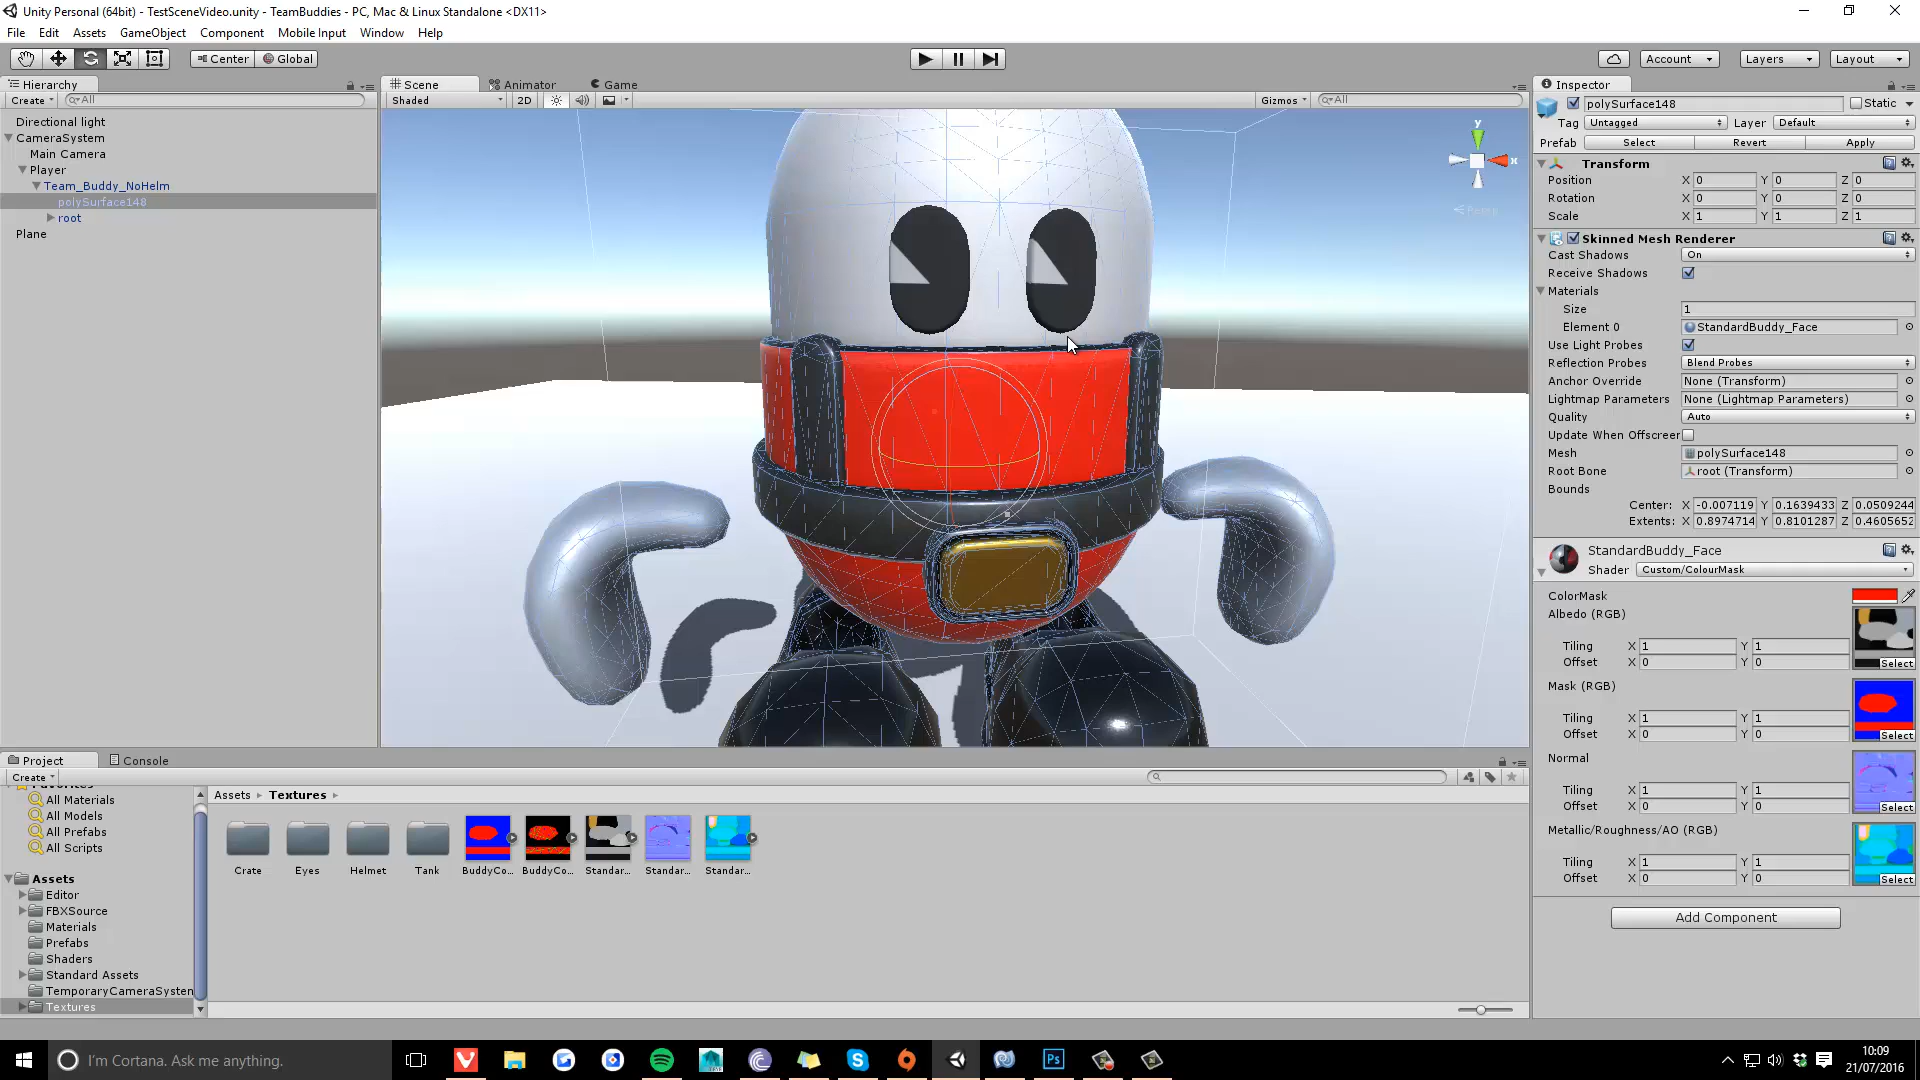 Unity Personal (64bit) - TestSceneVideo.unity - TeamBuddies - PC, Mac & Linux Standalone <DX11>
File Edit Assets GameObject Component Mobile Input Window Help
Center Global Account Layers Layout
Hierarchy
Create All
Directional light
CameraSystem
Main Camera
Player
Team_Buddy_NoHelm
polySurface148
root
Plane
Scene Animator Game
Shaded 2D Gizmos All
y
x
Persp
Inspector
polySurface148 Static
Tag Untagged Layer Default
Prefab Select Revert Apply
Transform
Position X 0 Y 0 Z 0
Rotation X 0 Y 0 Z 0
Scale X 1 Y 1 Z 1
Skinned Mesh Renderer
Cast Shadows On
Receive Shadows
Materials
Size 1
Element 0 StandardBuddy_Face
Use Light Probes
Reflection Probes Blend Probes
Anchor Override None (Transform)
Lightmap Parameters None (Lightmap Parameters)
Quality Auto
Update When Offscreen
Mesh polySurface148
Root Bone root (Transform)
Bounds
Center: X -0.007119 Y 0.1639433 Z 0.0509244
Extents: X 0.8974714 Y 0.8101287 Z 0.4605652
StandardBuddy_Face
Shader Custom/ColourMask
ColorMask
Albedo (RGB)
Tiling X 1 Y 1
Offset X 0 Y 0
Select
Mask (RGB)
Tiling X 1 Y 1
Offset X 0 Y 0
Select
Normal
Tiling X 1 Y 1
Offset X 0 Y 0
Select
Metallic/Roughness/AO (RGB)
Tiling X 1 Y 1
Offset X 0 Y 0
Select
Add Component
Project Console
Create
Favorites
All Materials
All Models
All Prefabs
All Scripts
Assets
Editor
FBXSource
Materials
Prefabs
Shaders
Standard Assets
TemporaryCameraSysten
Textures
Assets Textures
Crate Eyes Helmet Tank BuddyCo... BuddyCo... Standar... Standar... Standar...
I'm Cortana. Ask me anything.
Ps
10:09
21/07/2016